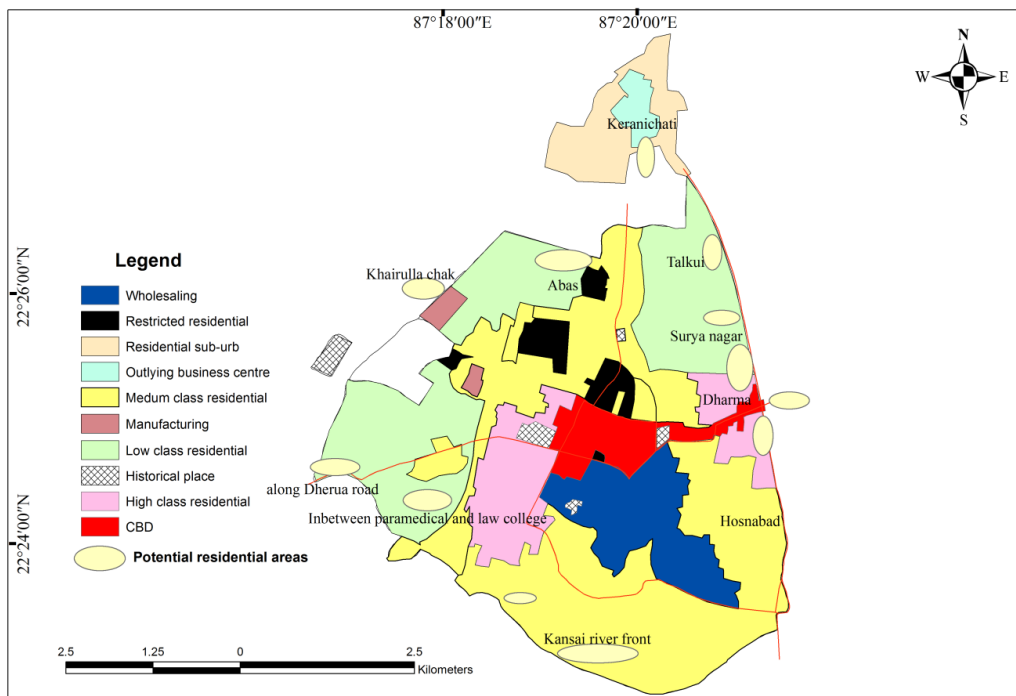 87°18'00"E 87°20'00"E
N
W E
S
Keranichati
22°26'00"N
22°24'00"N
Talkui
Khairulla chak
Abas
Surya nagar
Dharma
along Dherua road
Inbetween paramedical and law college
Hosnabad
Kansai river front
Legend
Wholesaling
Restricted residential
Residential sub-urb
Outlying business centre
Medum class residential
Manufacturing
Low class residential
Historical place
High class residential
CBD
Potential residential areas
2.5 1.25 0 2.5
Kilometers